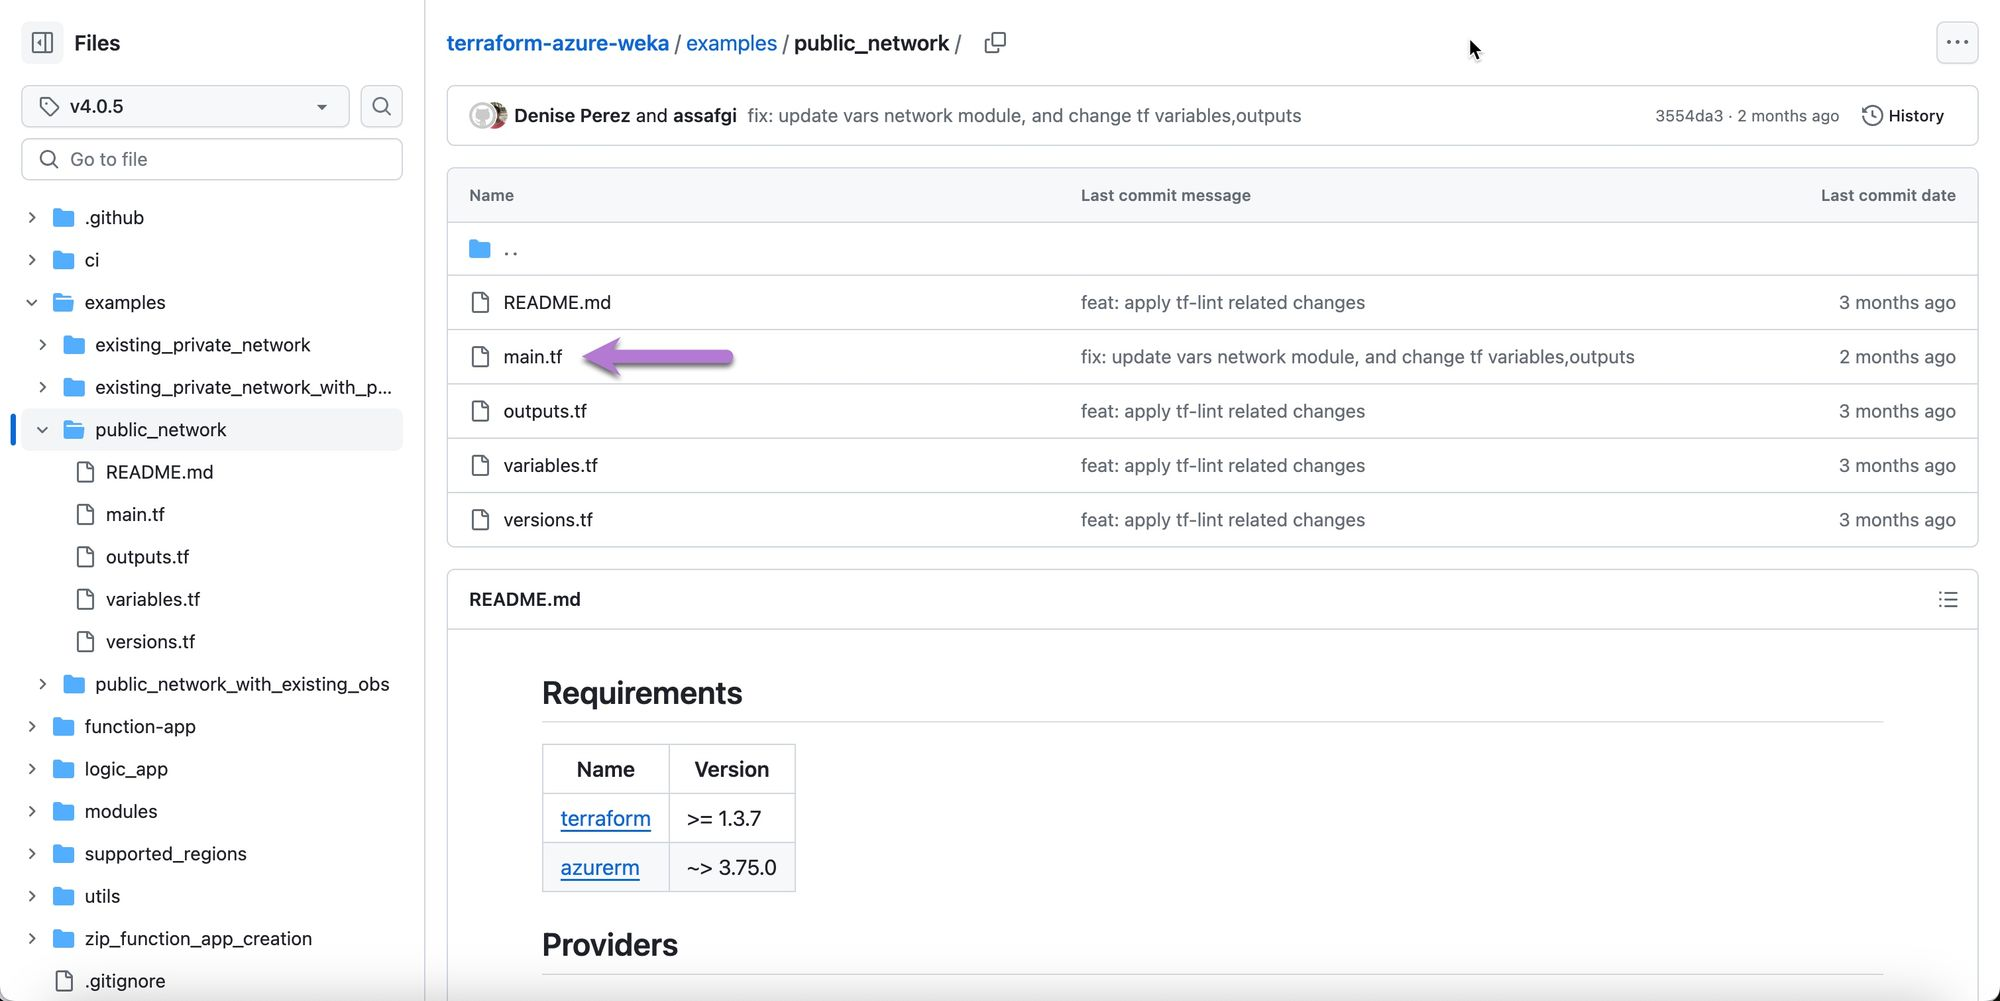 Files
v4.0.5
Go to file
.github
ci
examples
existing_private_network
existing_private_network_with_p...
public_network
README.md
main.tf
outputs.tf
variables.tf
versions.tf
public_network_with_existing_obs
function-app
logic_app
modules
supported_regions
utils
zip_function_app_creation
.gitignore
terraform-azure-weka / examples / public_network /
Denise Perez and assafgi fix: update vars network module, and change tf variables,outputs 3554da3 · 2 months ago History
Name Last commit message Last commit date
..
README.md feat: apply tf-lint related changes 3 months ago
main.tf fix: update vars network module, and change tf variables,outputs 2 months ago
outputs.tf feat: apply tf-lint related changes 3 months ago
variables.tf feat: apply tf-lint related changes 3 months ago
versions.tf feat: apply tf-lint related changes 3 months ago
README.md
Requirements
Name Version
terraform >= 1.3.7
azurerm ~> 3.75.0
Providers